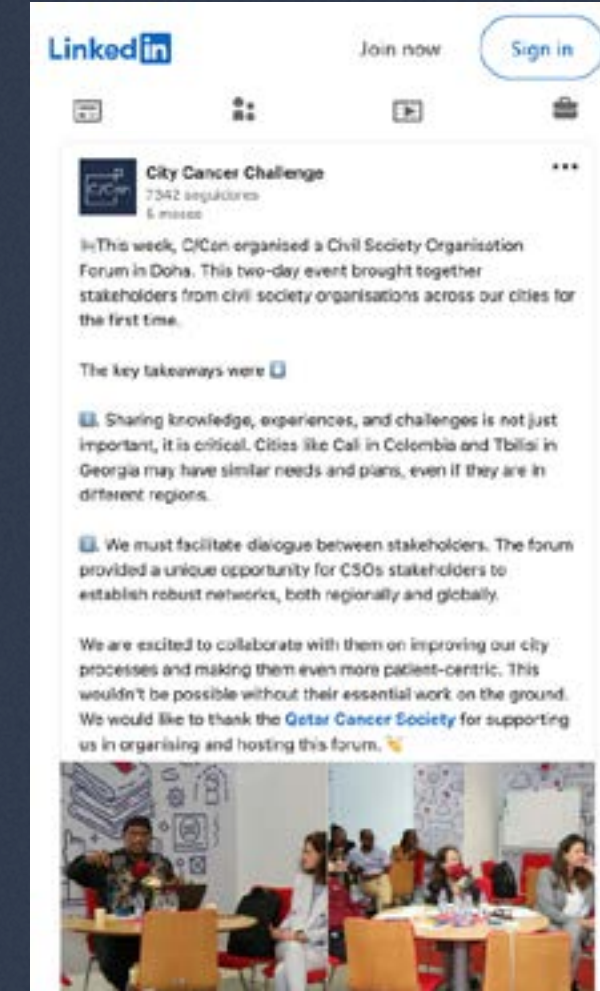 Linked in
Join now
Sign in
City Cancer Challenge
7342 seguidores
5 meses
This week, C/Can organised a Civil Society Organisation
Forum in Doha. This two-day event brought together
stakeholders from civil society organisations across our cities for
the first time.
The key takeaways were ⬇️
Sharing knowledge, experiences, and challenges is not just
important, it is critical. Cities like Cali in Colombia and Tbilisi in
Georgia may have similar needs and plans, even if they are in
different regions.
We must facilitate dialogue between stakeholders. The forum
provided a unique opportunity for CSOs stakeholders to
establish robust networks, both regionally and globally.
We are excited to collaborate with them on improving our city
processes and making them even more patient-centric. This
wouldn't be possible without their essential work on the ground.
We would like to thank the Qatar Cancer Society for supporting
us in organising and hosting this forum.